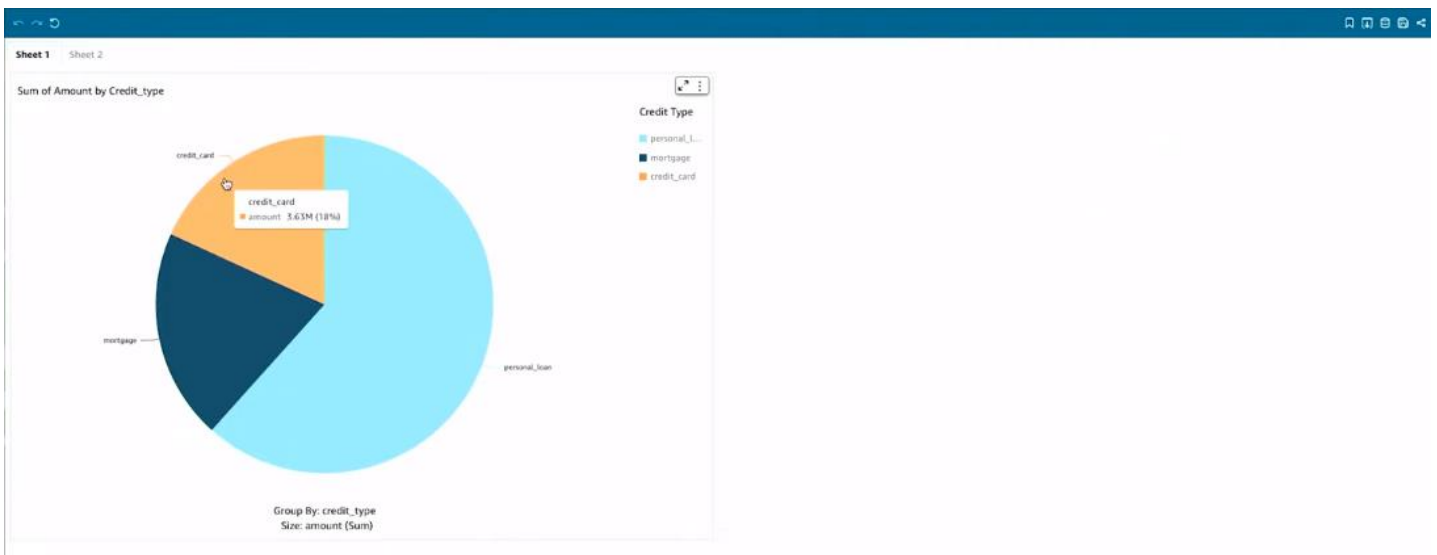 Sheet 1 Sheet 2
Sum of Amount by Credit_type
Credit Type
personal_l...
mortgage
credit_card
credit_card
credit_card
amount 3.63M (18%)
mortgage
personal_loan
Group By: credit_type
Size: amount (Sum)